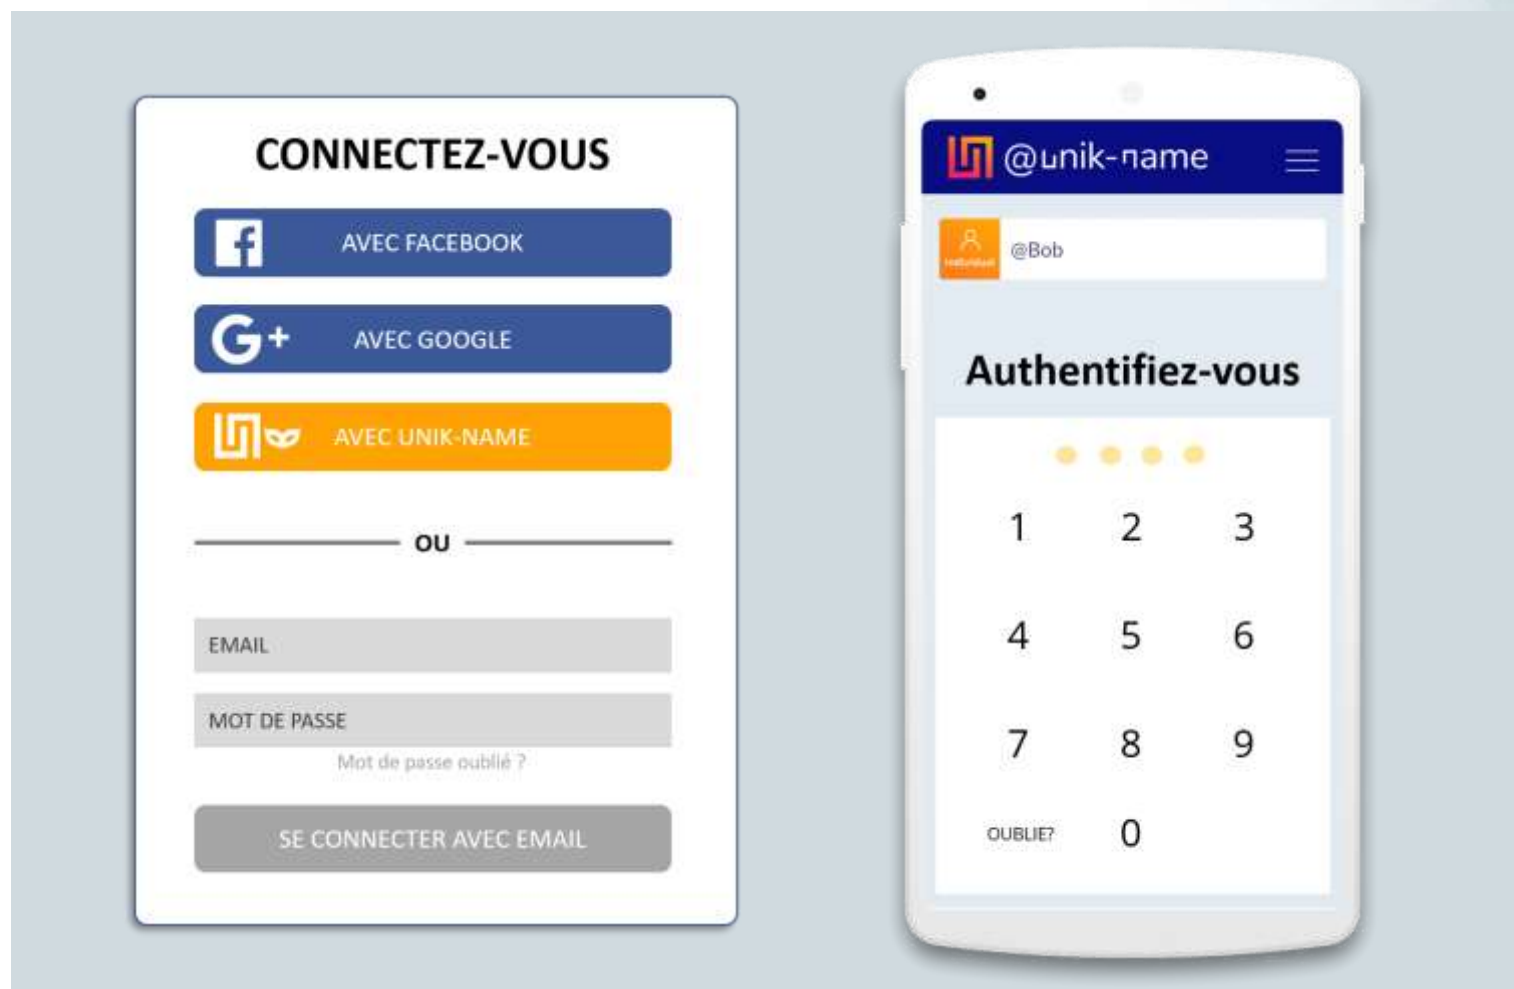 CONNECTEZ-VOUS
AVEC FACEBOOK
G+ AVEC GOOGLE
AVEC UNIK-NAME
OU
EMAIL
MOT DE PASSE
Mot de passe oublié ?
SE CONNECTER AVEC EMAIL
@unik-name
@Bob
Authentifiez-vous
1 2 3
4 5 6
7 8 9
OUBLIE? 0